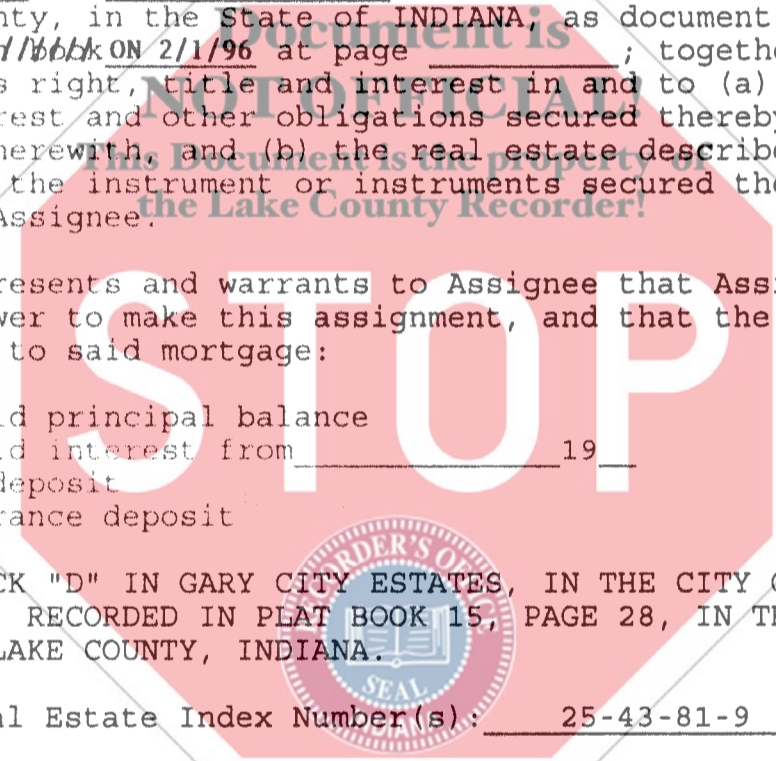 nty, in the State of INDIANA, as document
ON 2/1/96 at page ________; togethe
s right, title and interest in and to (a)
rest and other obligations secured thereby
herewith, and (b) the real estate describe
the instrument or instruments secured the
Assignee.
Document is
NOT OFFICIAL!
This Document is the property of
the Lake County Recorder!
resents and warrants to Assignee that Assi
wer to make this assignment, and that the
to said mortgage:
STOP
d principal balance
d interest from____________19__
deposit
rance deposit
CK "D" IN GARY CITY ESTATES, IN THE CITY O
RECORDED IN PLAT BOOK 15, PAGE 28, IN TH
LAKE COUNTY, INDIANA.
RECORDER'S OFFICE
SEAL
INDIANA
al Estate Index Number(s): 25-43-81-9